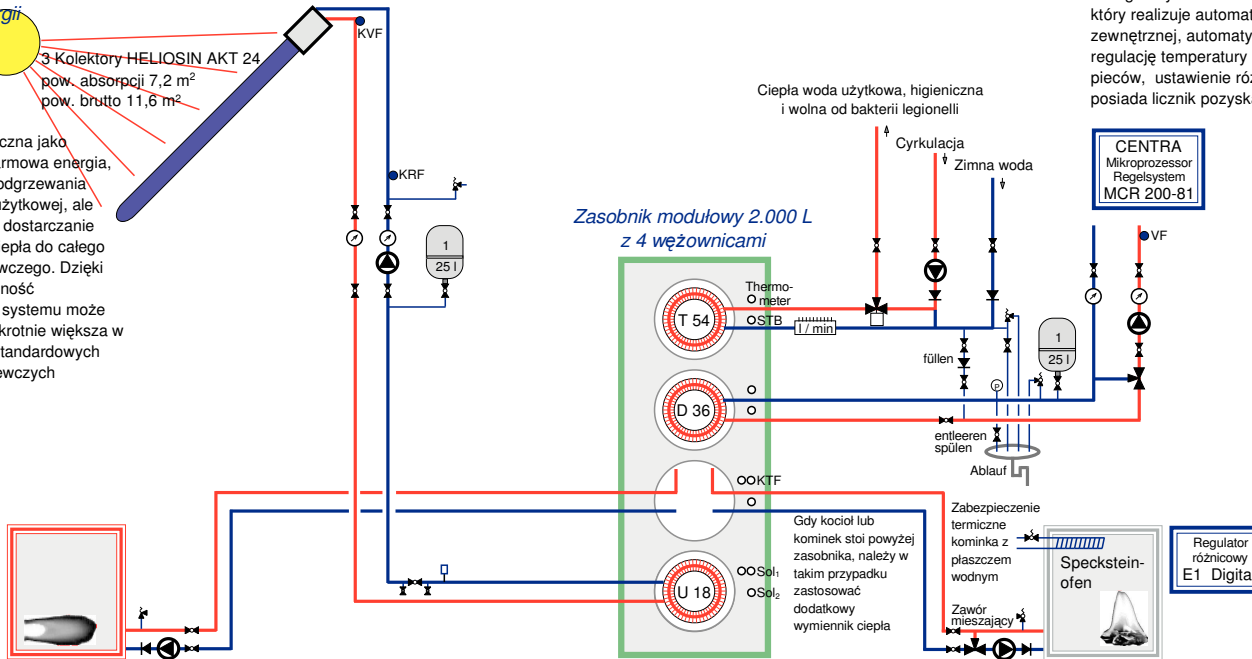 gii
3 Kolektory HELIOSIN AKT 24
pow. absorpcji 7,2 m²
pow. brutto 11,6 m²
czna jako
armowa energia,
odgrzewania
użytkowej, ale
dostarczanie
epła do całego
wczego. Dzięki
ność
systemu może
krotnie większa w
tandardowych
ewczych
KVF
KRF
1
25 l
który realizuje automat
zewnętrznej, automaty
regulację temperatury
pieców, ustawienie róż
posiada licznik pozyska
Ciepła woda użytkowa, higieniczna
i wolna od bakterii legionelli
Cyrkulacja
Zimna woda
CENTRA
Mikroprozessor
Regelsystem
MCR 200-81
VF
Zasobnik modułowy 2.000 L
z 4 wężownicami
Thermo-
meter
STB
T 54
l / min
füllen
1
25 l
P
D 36
entleeren
spülen
Ablauf
KTF
Gdy kocioł lub
kominek stoi powyżej
zasobnika, należy w
takim przypadku
zastosować
dodatkowy
wymiennik ciepła
Sol₁
Sol₂
U 18
Zabezpieczenie
termiczne
kominka z
płaszczem
wodnym
Zawór
mieszający
Speckstein-
ofen
Regulator
różnicowy
E1 Digita